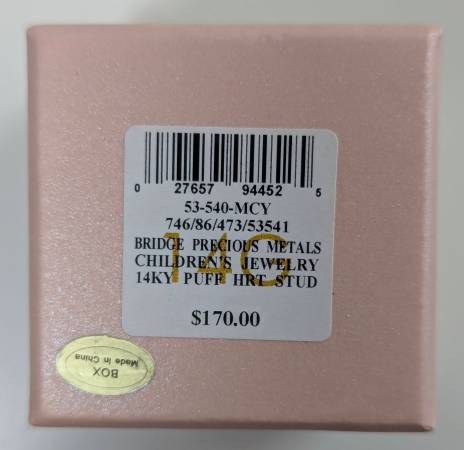 0 27657 94452 5
53-540-MCY
746/86/473/53541
14G
BRIDGE PRECIOUS METALS
CHILDREN'S JEWELRY
14KY PUFF HRT STUD
$170.00
BOX
Made in China